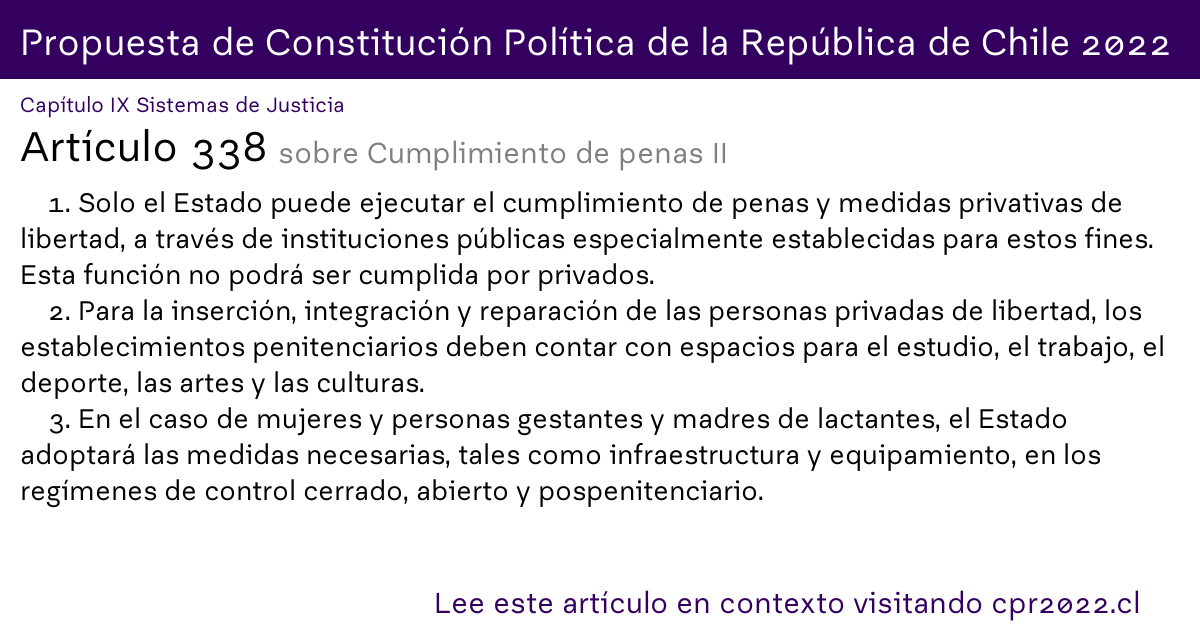 Propuesta de Constitución Política de la República de Chile 2022
Capítulo IX Sistemas de Justicia
Artículo 338 sobre Cumplimiento de penas II
1. Solo el Estado puede ejecutar el cumplimiento de penas y medidas privativas de
libertad, a través de instituciones públicas especialmente establecidas para estos fines.
Esta función no podrá ser cumplida por privados.
2. Para la inserción, integración y reparación de las personas privadas de libertad, los
establecimientos penitenciarios deben contar con espacios para el estudio, el trabajo, el
deporte, las artes y las culturas.
3. En el caso de mujeres y personas gestantes y madres de lactantes, el Estado
adoptará las medidas necesarias, tales como infraestructura y equipamiento, en los
regímenes de control cerrado, abierto y pospenitenciario.
Lee este artículo en contexto visitando cpr2022.cl